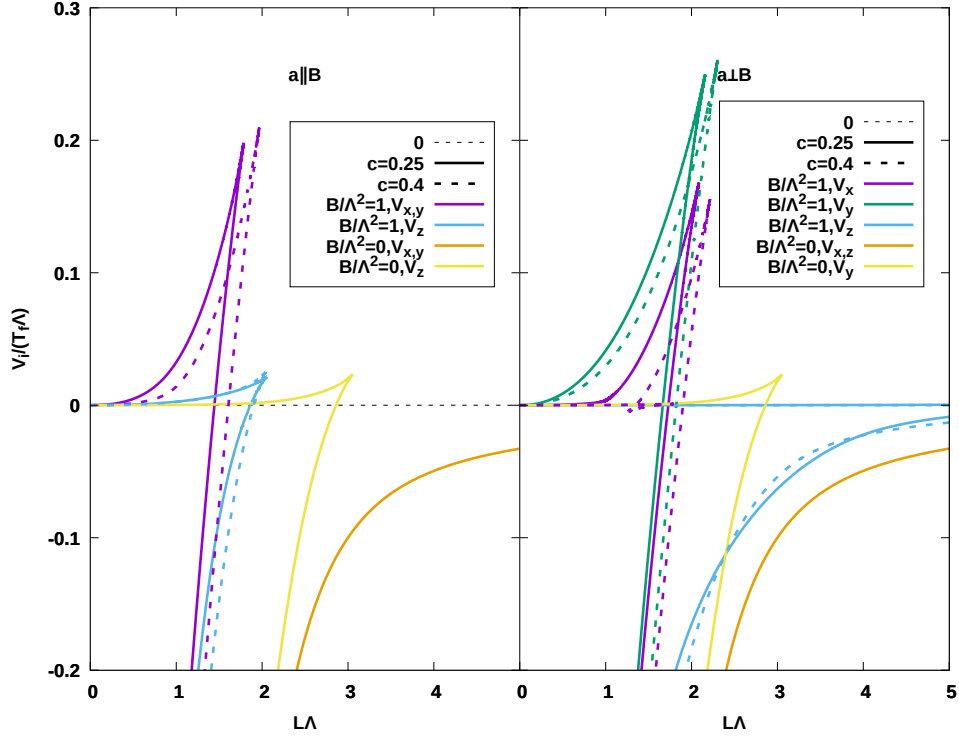 0.3
0.2
0.1
0
-0.1
-0.2
V_i/(T_fΛ)
a∥B
0
c=0.25
c=0.4
B/Λ²=1,V_x,y
B/Λ²=1,V_z
B/Λ²=0,V_x,y
B/Λ²=0,V_z
0 1 2 3 4
LΛ
a⊥B
0
c=0.25
c=0.4
B/Λ²=1,V_x
B/Λ²=1,V_y
B/Λ²=1,V_z
B/Λ²=0,V_x,z
B/Λ²=0,V_y
0 1 2 3 4 5
LΛ